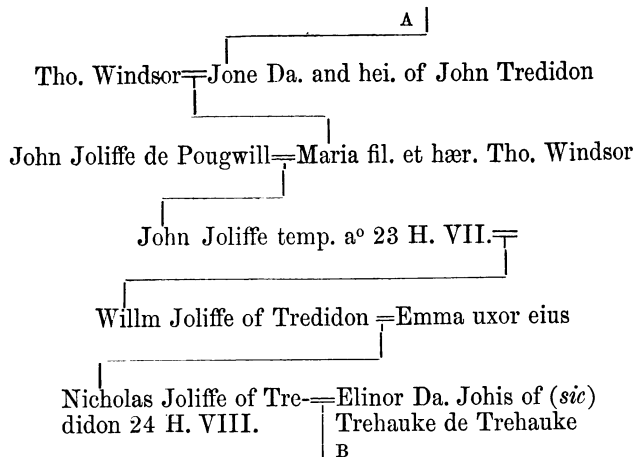 A
Tho. Windsor=Jone Da. and hei. of John Tredidon
John Joliffe de Pougwill=Maria fil. et hær. Tho. Windsor
John Joliffe temp. aº 23 H. VII.=
Willm Joliffe of Tredidon =Emma uxor eius
Nicholas Joliffe of Tre-=Elinor Da. Johis of (sic)
didon 24 H. VIII. Trehauke de Trehauke
B